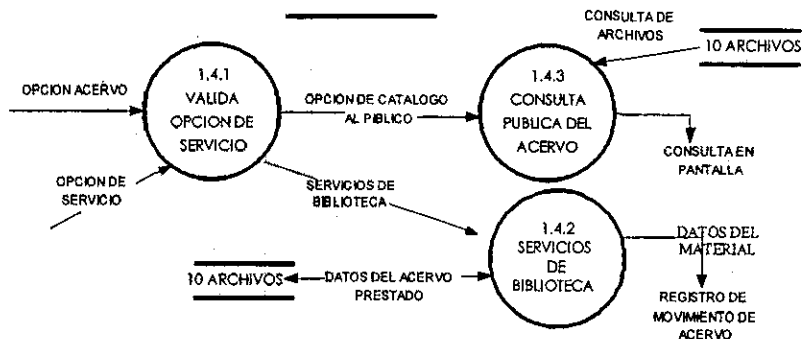 CONSULTA DE
ARCHIVOS
10 ARCHIVOS
OPCION ACERVO
1.4.1
VALIDA
OPCION DE
SERVICIO
OPCION DE CATALOGO
AL PIBLICO
1.4.3
CONSULTA
PUBLICA DEL
ACERVO
CONSULTA EN
PANTALLA
OPCION DE
SERVICIO
SERVICIOS DE
BIBLIOTECA
1.4.2
SERVICIOS
DE
BIBLIOTECA
DATOS DEL
MATERIAL
10 ARCHIVOS
DATOS DEL ACERVO
PRESTADO
REGISTRO DE
MOVIMIENTO DE
ACERVO